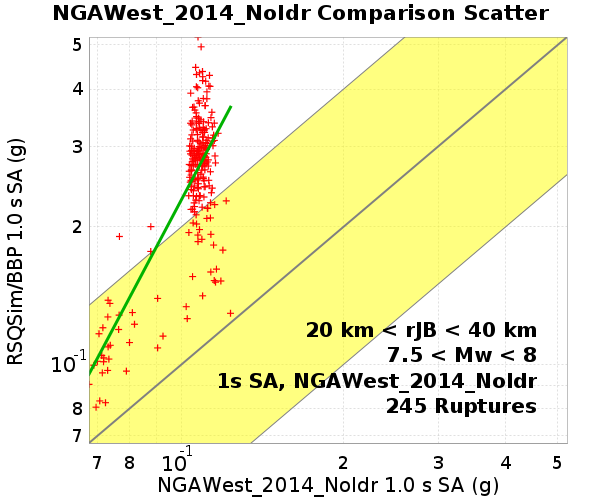 NGAWest_2014_NoIdr Comparison Scatter
RSQSim/BBP 1.0 s SA (g)
5
4
3
2
10-1
8
7
6
20 km < rJB < 40 km
7.5 < Mw < 8
1s SA, NGAWest_2014_NoIdr
245 Ruptures
7 8 10-1 2 3 4 5
NGAWest_2014_NoIdr 1.0 s SA (g)